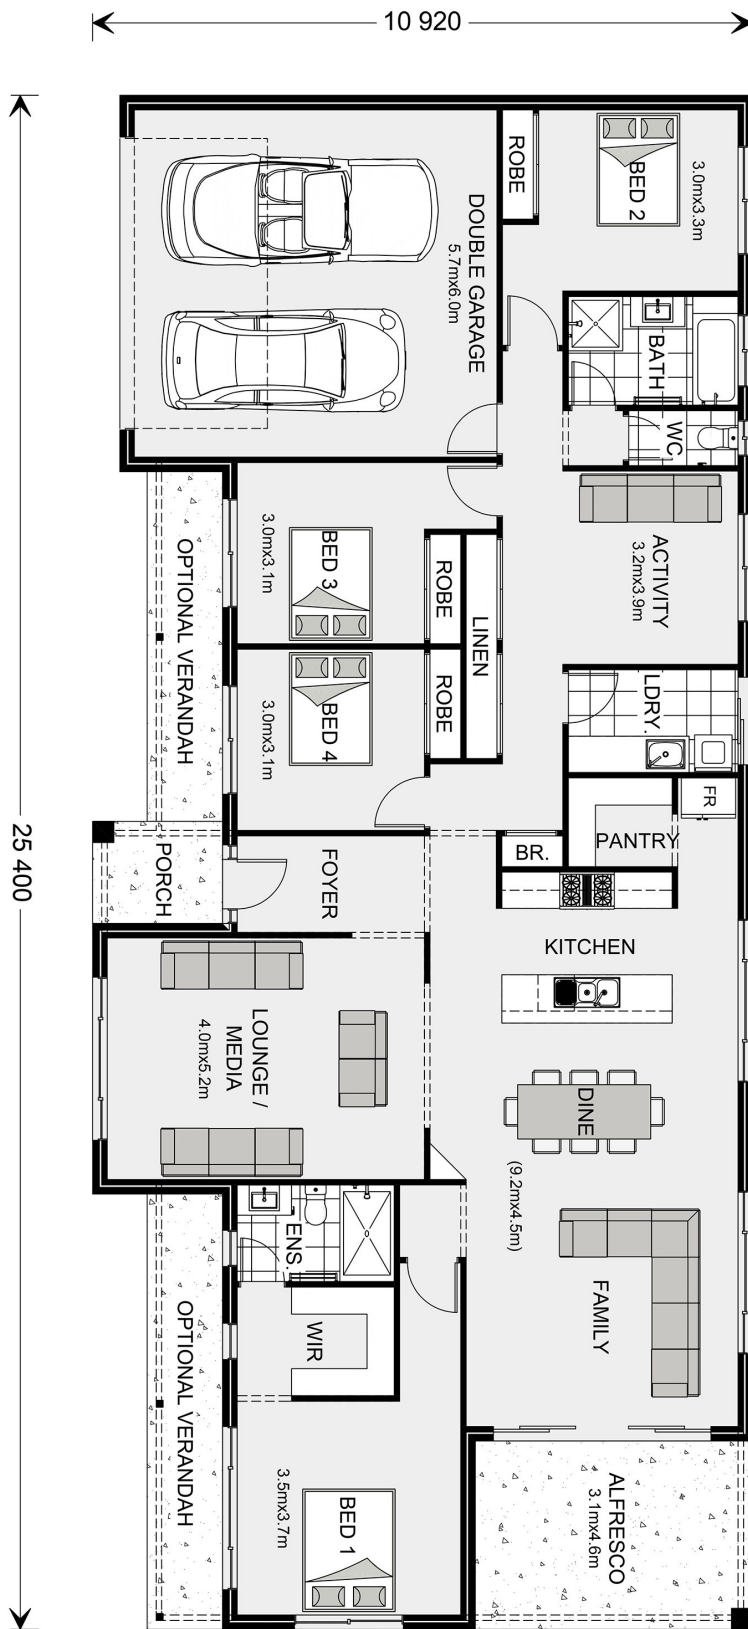 10 920
25 400
ROBE
BED 2
3.0mx3.3m
DOUBLE GARAGE
5.7mx6.0m
BATH
WC
OPTIONAL VERANDAH
3.0mx3.1m
BED 3
ROBE
LINEN
ACTIVITY
3.2mx3.9m
3.0mx3.1m
BED 4
ROBE
LDRY.
FR
PANTRY
BR.
PORCH
FOYER
KITCHEN
LOUNGE /
MEDIA
4.0mx5.2m
DINE
(9.2mx4.5m)
FAMILY
ENS.
WIR
OPTIONAL VERANDAH
BED 1
3.5mx3.7m
ALFRESCO
3.1mx4.6m